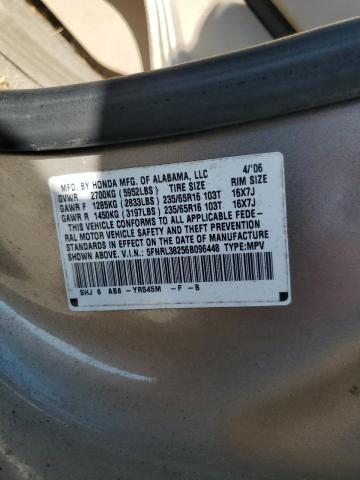 MFD. BY HONDA MFG. OF ALABAMA, LLC 4/'06
GVWR 2700KG (5952LBS) TIRE SIZE RIM SIZE
GAWR F 1285KG (2833LBS) 235/65R16 103T 16X7J
GAWR R 1450KG (3197LBS) 235/65R16 103T 16X7J
THIS VEHICLE CONFORMS TO ALL APPLICABLE FEDE-
RAL MOTOR VEHICLE SAFETY AND THEFT PREVENTION
STANDARDS IN EFFECT ON THE DATE OF MANUFACTURE
SHOWN ABOVE. V.I.N.: 5FNRL38256B096448 TYPE: MPV
SHJ 6 AB8 -YR545M -F -B